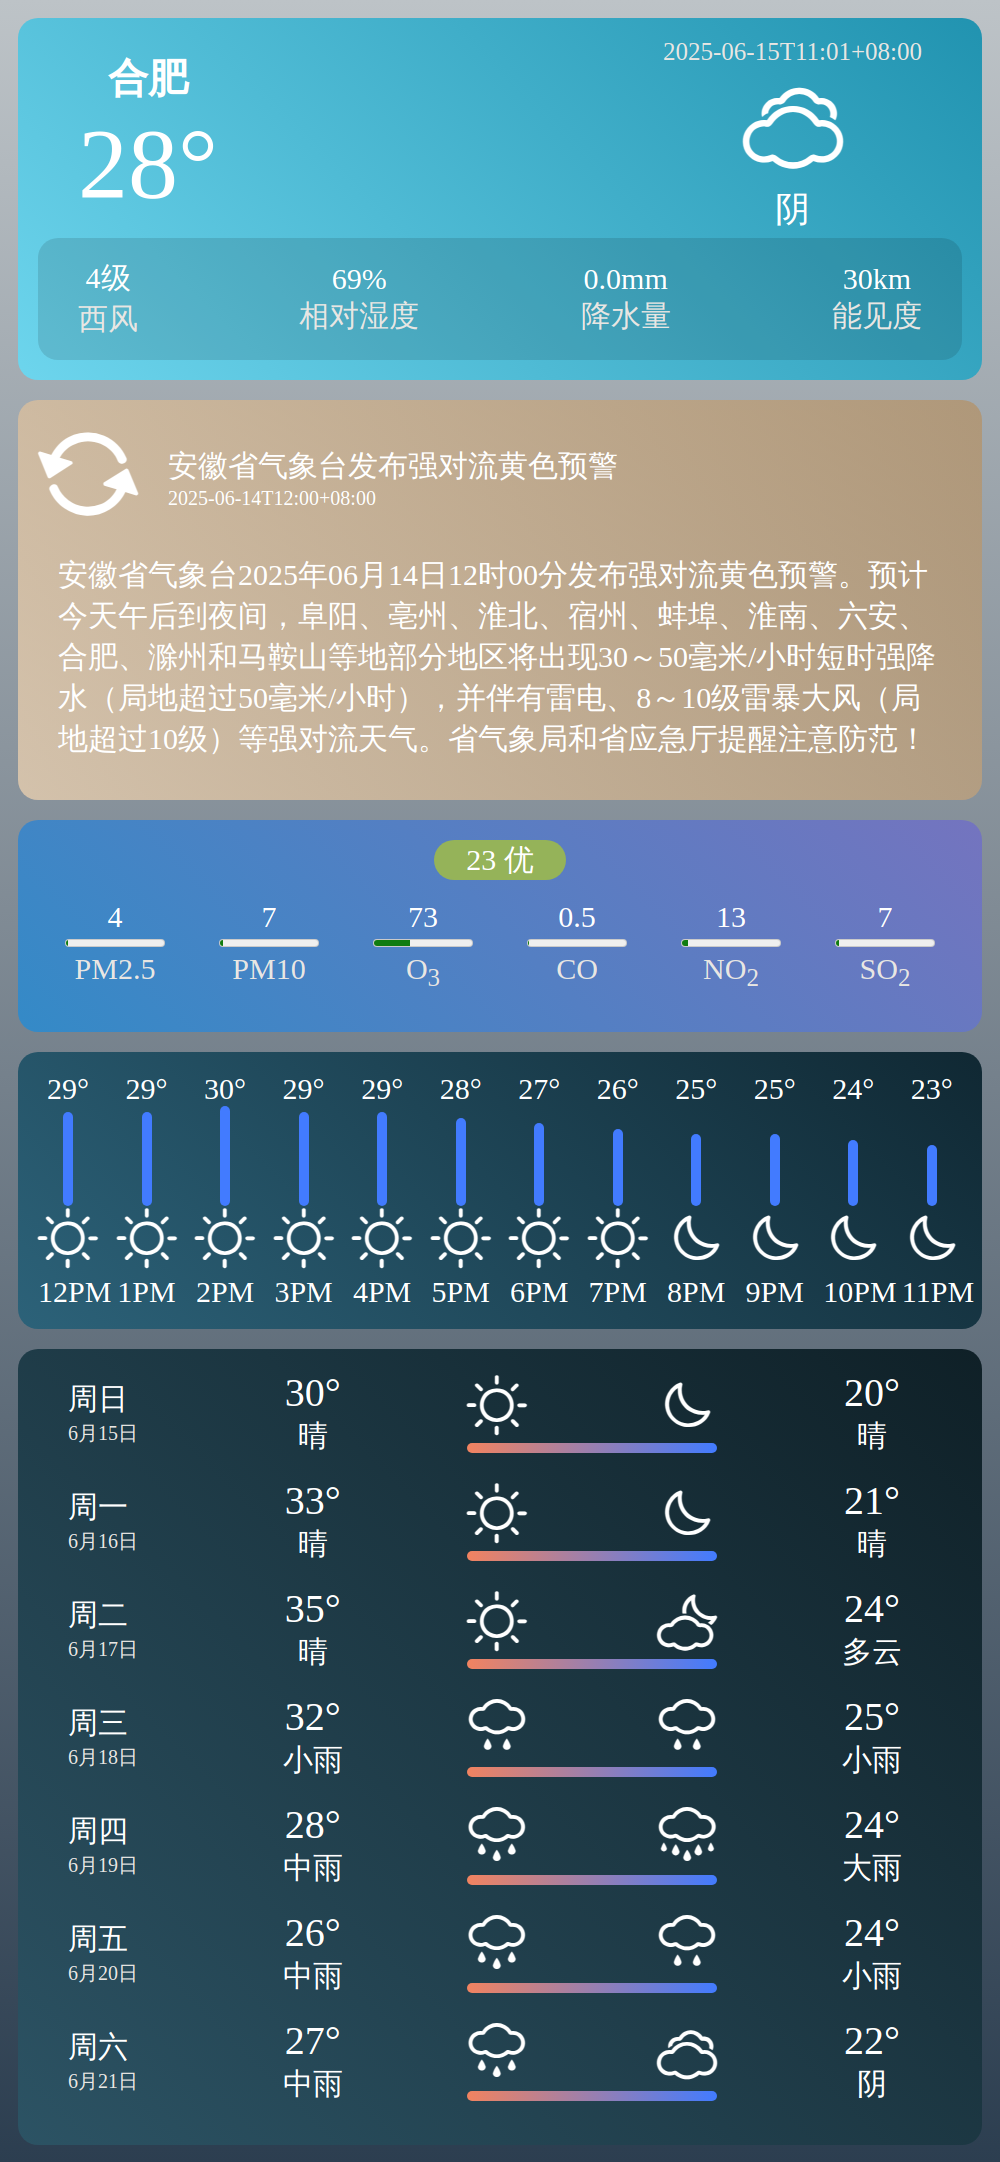 合肥
28°
2025-06-15T11:01+08:00
阴
4级 69% 0.0mm 30km
西风 相对湿度 降水量 能见度
安徽省气象台发布强对流黄色预警
2025-06-14T12:00+08:00
安徽省气象台2025年06月14日12时00分发布强对流黄色预警。预计
今天午后到夜间，阜阳、亳州、淮北、宿州、蚌埠、淮南、六安、
合肥、滁州和马鞍山等地部分地区将出现30～50毫米/小时短时强降
水（局地超过50毫米/小时），并伴有雷电、8～10级雷暴大风（局
地超过10级）等强对流天气。省气象局和省应急厅提醒注意防范！
23 优
4 7 73 0.5 13 7
PM2.5 PM10 O3 CO NO2 SO2
29° 29° 30° 29° 29° 28° 27° 26° 25° 25° 24° 23°
12PM 1PM 2PM 3PM 4PM 5PM 6PM 7PM 8PM 9PM 10PM 11PM
周日 30° 20°
6月15日 晴 晴
周一 33° 21°
6月16日 晴 晴
周二 35° 24°
6月17日 晴 多云
周三 32° 25°
6月18日 小雨 小雨
周四 28° 24°
6月19日 中雨 大雨
周五 26° 24°
6月20日 中雨 小雨
周六 27° 22°
6月21日 中雨 阴